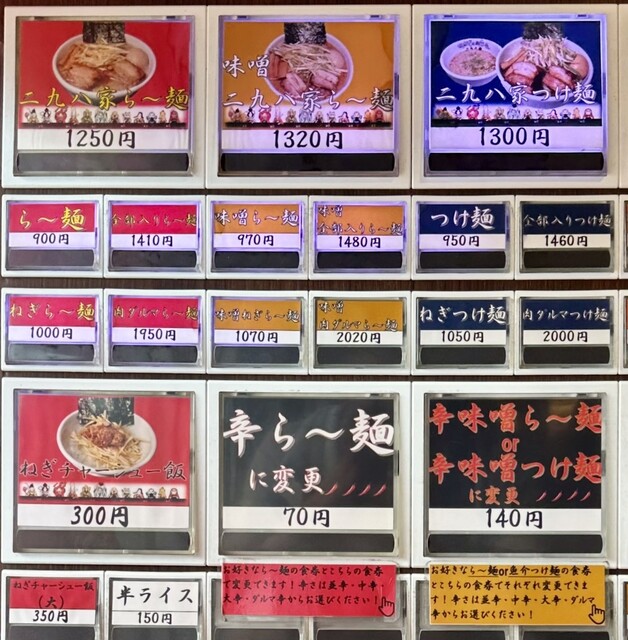 二九八家ら〜麺
1250円
味噌
二九八家ら〜麺
1320円
二九八家つけ麺
1300円
ら〜麺
900円
全部入りら〜麺
1410円
味噌ら〜麺
970円
味噌
全部入りら〜麺
1480円
つけ麺
950円
全部入りつけ麺
1460円
ねぎら〜麺
1000円
肉ダルマら〜麺
1950円
味噌ねぎら〜麺
1070円
味噌
肉ダルマら〜麺
2020円
ねぎつけ麺
1050円
肉ダルマつけ麺
2000円
ねぎチャーシュー飯
300円
辛ら〜麺
に変更
70円
辛味噌ら〜麺
or
辛味噌つけ麺
に変更
140円
お好きなら〜麺の食券とこちらの食券
で変更できます！辛さは並辛・中辛・
大辛・ダルマ辛からお選びください！
お好きなら〜麺or魚介つけ麺の食券
とこちらの食券でそれぞれ変更できま
す！辛さは並辛・中辛・大辛・ダルマ
辛からお選びください！
ねぎチャーシュー飯
（大）
350円
半ライス
150円